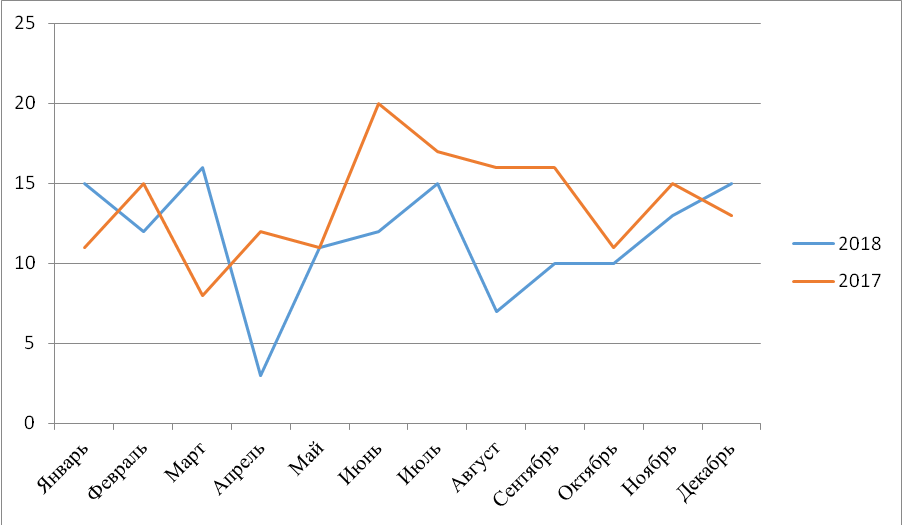 25
20
15
10
5
0
Январь
Февраль
Март
Апрель
Май
Июнь
Июль
Август
Сентябрь
Октябрь
Ноябрь
Декабрь
2018
2017